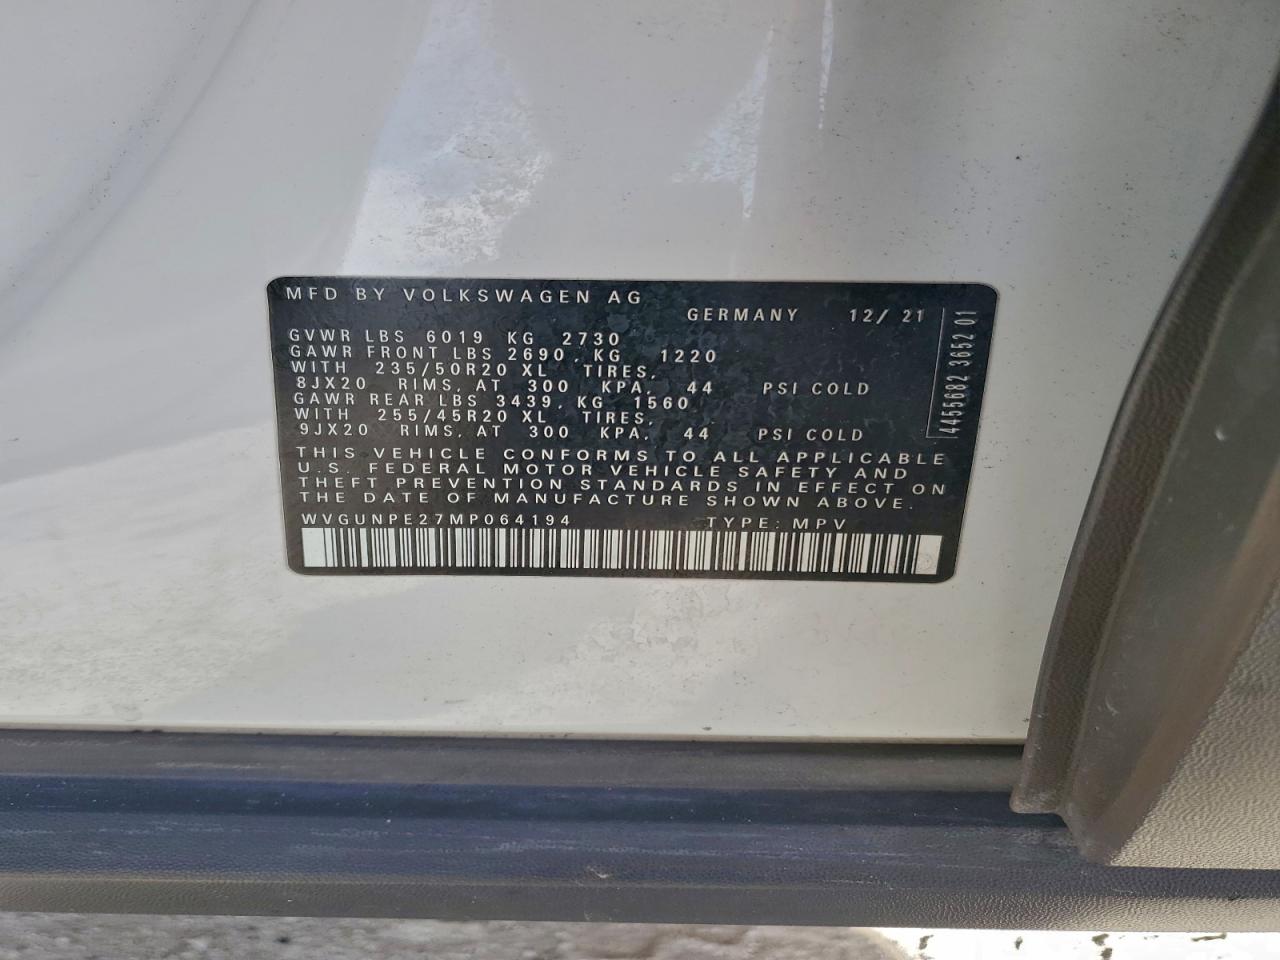 MFD BY VOLKSWAGEN AG
GERMANY 12/ 21
GVWR LBS 6019 KG 2730
GAWR FRONT LBS 2690, KG 1220
WITH 235/50R20 XL TIRES,
8JX20 RIMS, AT 300 KPA, 44 PSI COLD
GAWR REAR LBS 3439, KG 1560
WITH 255/45R20 XL TIRES,
9JX20 RIMS, AT 300 KPA, 44 PSI COLD
THIS VEHICLE CONFORMS TO ALL APPLICABLE
U.S. FEDERAL MOTOR VEHICLE SAFETY AND
THEFT PREVENTION STANDARDS IN EFFECT ON
THE DATE OF MANUFACTURE SHOWN ABOVE.
WVGUNPE27MP064194 TYPE: MPV
4455682 3652 01